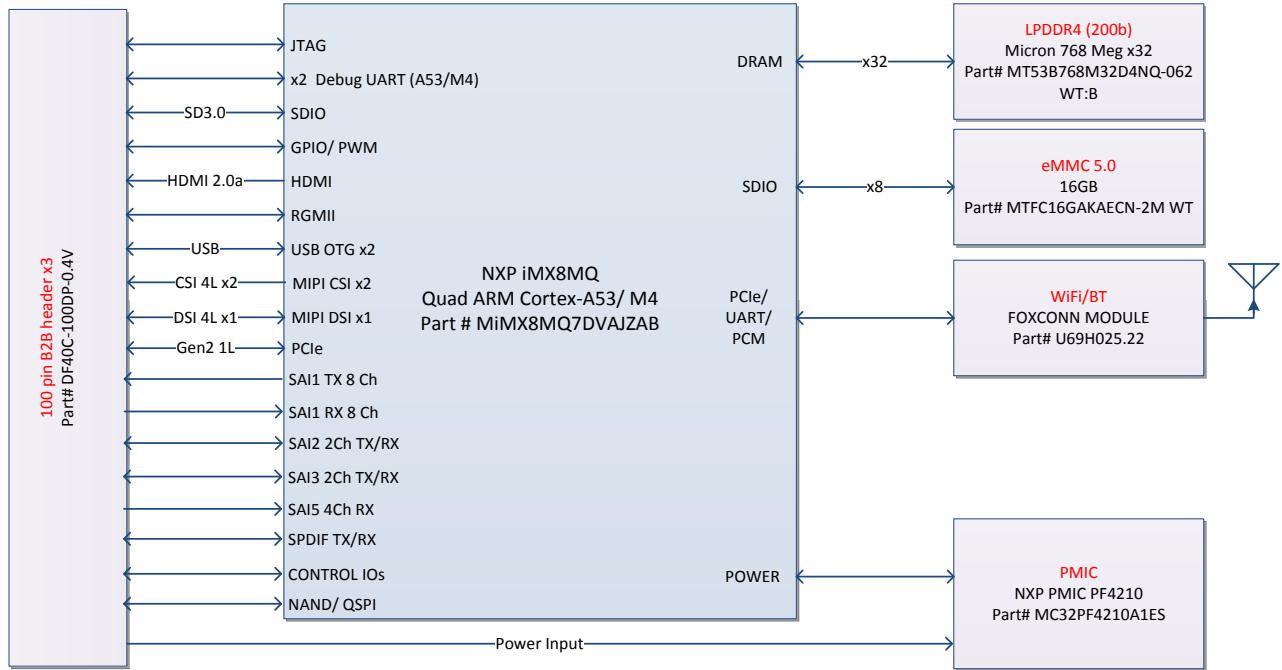 100 pin B2B header x3
Part# DF40C-100DP-0.4V
JTAG
x2 Debug UART (A53/M4)
SD3.0
SDIO
GPIO/ PWM
HDMI 2.0a
HDMI
RGMII
USB
USB OTG x2
CSI 4L x2
MIPI CSI x2
DSI 4L x1
MIPI DSI x1
Gen2 1L
PCIe
SAI1 TX 8 Ch
SAI1 RX 8 Ch
SAI2 2Ch TX/RX
SAI3 2Ch TX/RX
SAI5 4Ch RX
SPDIF TX/RX
CONTROL IOs
NAND/ QSPI
Power Input
NXP iMX8MQ
Quad ARM Cortex-A53/ M4
Part # MiMX8MQ7DVAJZAB
DRAM
x32
SDIO
x8
PCIe/
UART/
PCM
POWER
LPDDR4 (200b)
Micron 768 Meg x32
Part# MT53B768M32D4NQ-062
WT:B
eMMC 5.0
16GB
Part# MTFC16GAKAECN-2M WT
WiFi/BT
FOXCONN MODULE
Part# U69H025.22
PMIC
NXP PMIC PF4210
Part# MC32PF4210A1ES